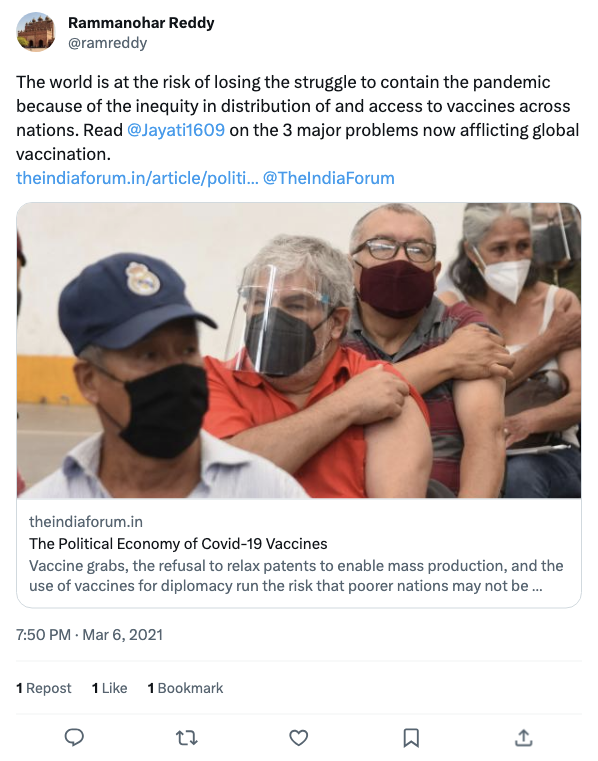 Rammanohar Reddy
@ramreddy
The world is at the risk of losing the struggle to contain the pandemic
because of the inequity in distribution of and access to vaccines across
nations. Read @Jayati1609 on the 3 major problems now afflicting global
vaccination.
theindiaforum.in/article/politi... @TheIndiaForum
theindiaforum.in
The Political Economy of Covid-19 Vaccines
Vaccine grabs, the refusal to relax patents to enable mass production, and the
use of vaccines for diplomacy run the risk that poorer nations may not be ...
7:50 PM · Mar 6, 2021
1 Repost 1 Like 1 Bookmark